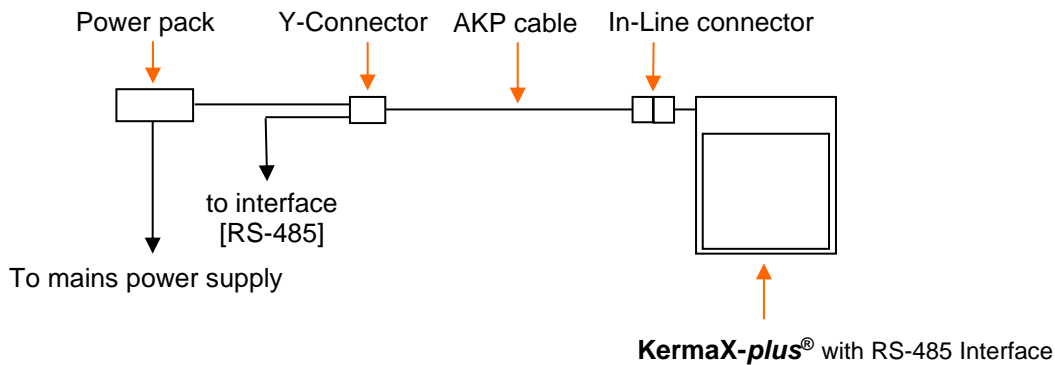 Power pack
Y-Connector
AKP cable
In-Line connector
to interface
[RS-485]
To mains power supply
KermaX-plus® with RS-485 Interface